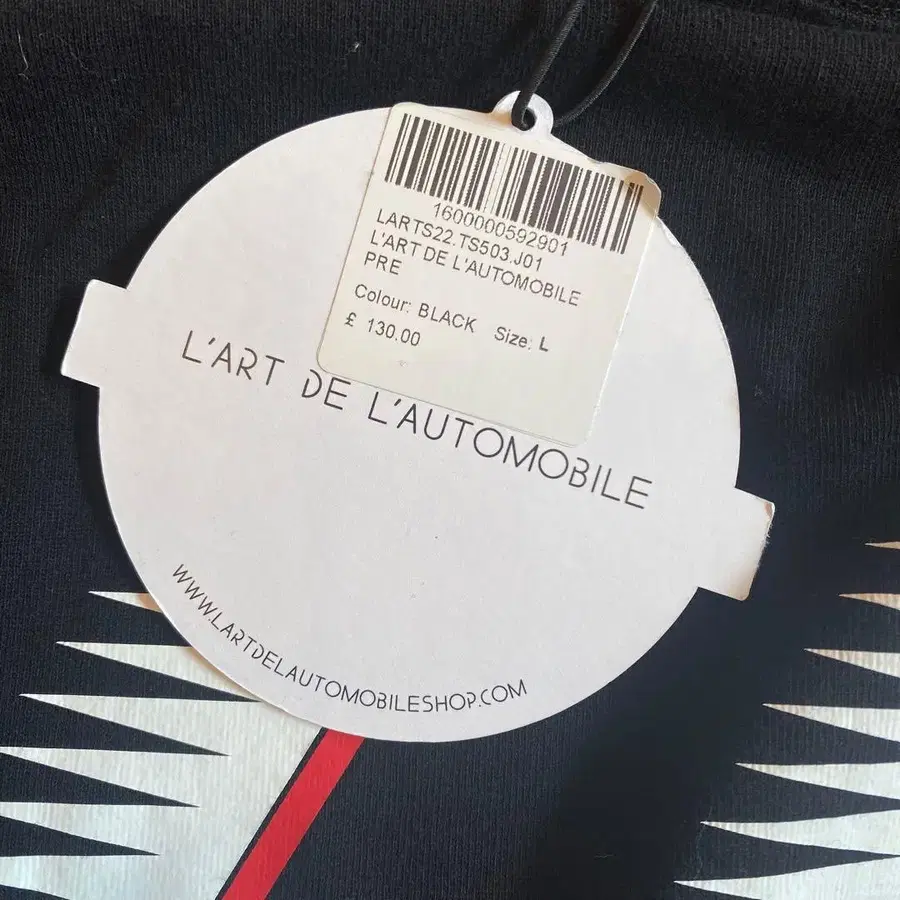 1600000592901
LARTS22.TS503.J01
L'ART DE L'AUTOMOBILE
PRE
Colour: BLACK Size: L
£ 130.00
L'ART DE L'AUTOMOBILE
WWW.LARTDELAUTOMOBILESHOP.COM